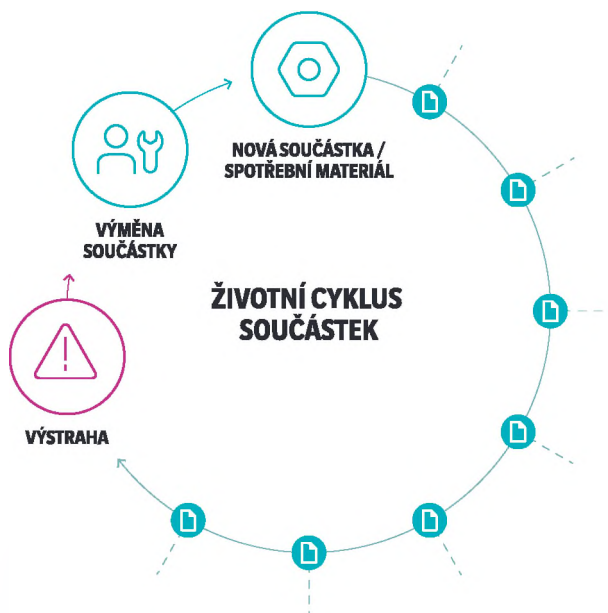 NOVÁ SOUČÁSTKA /
SPOTŘEBNÍ MATERIÁL
VÝMĚNA
SOUČÁSTKY
ŽIVOTNÍ CYKLUS
SOUČÁSTEK
VÝSTRAHA